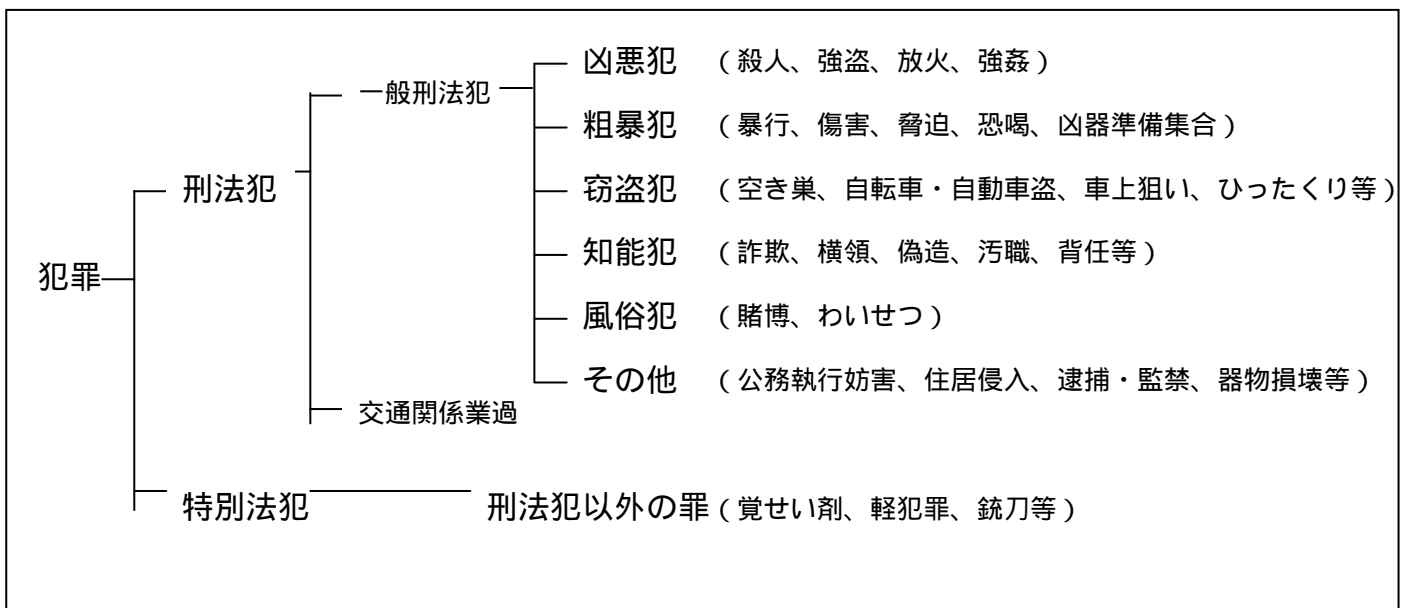 凶悪犯 （殺人、強盗、放火、強姦）
一般刑法犯
粗暴犯 （暴行、傷害、脅迫、恐喝、凶器準備集合）
刑法犯 窃盗犯 （空き巣、自転車・自動車盗、車上狙い、ひったくり等）
知能犯 （詐欺、横領、偽造、汚職、背任等）
犯罪
風俗犯 （賭博、わいせつ）
その他 （公務執行妨害、住居侵入、逮捕・監禁、器物損壊等）
交通関係業過
特別法犯 刑法犯以外の罪（覚せい剤、軽犯罪、銃刀等）